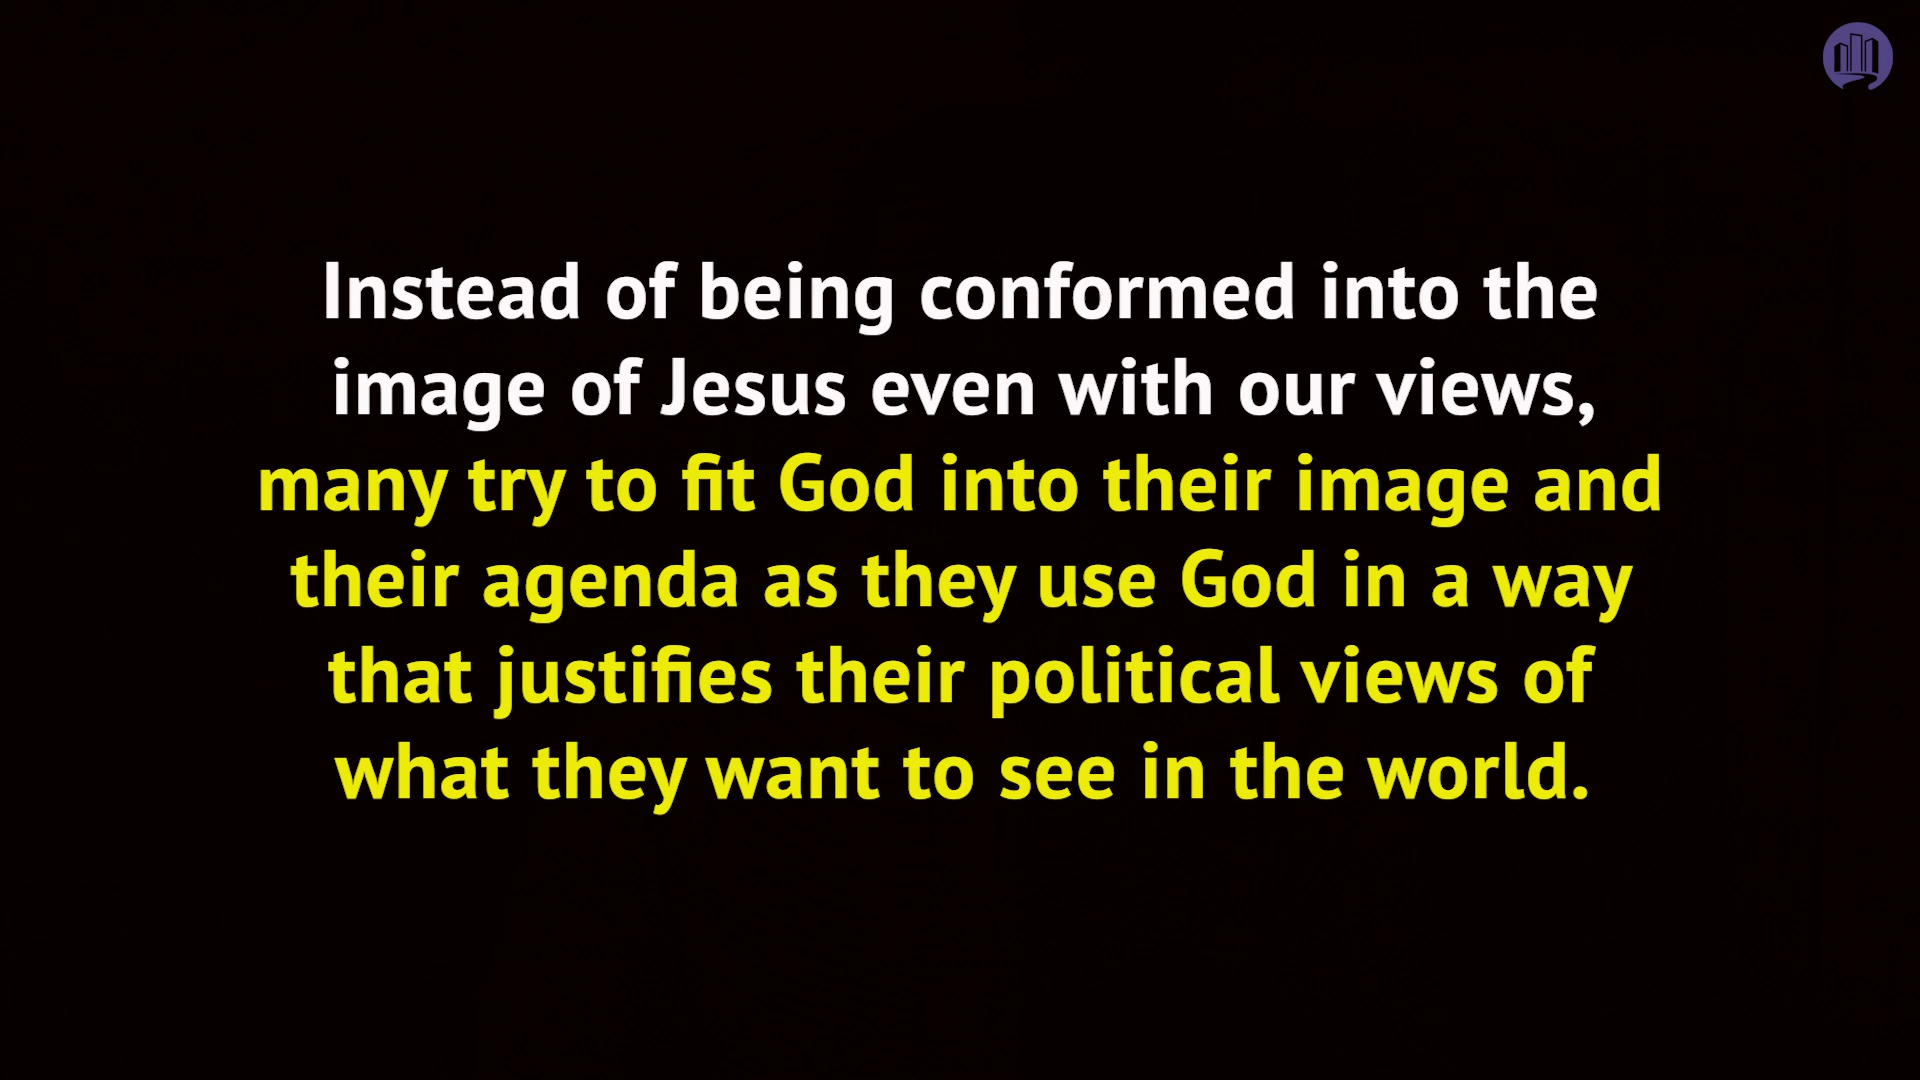 Instead of being conformed into the
image of Jesus even with our views,
many try to fit God into their image and
their agenda as they use God in a way
that justifies their political views of
what they want to see in the world.